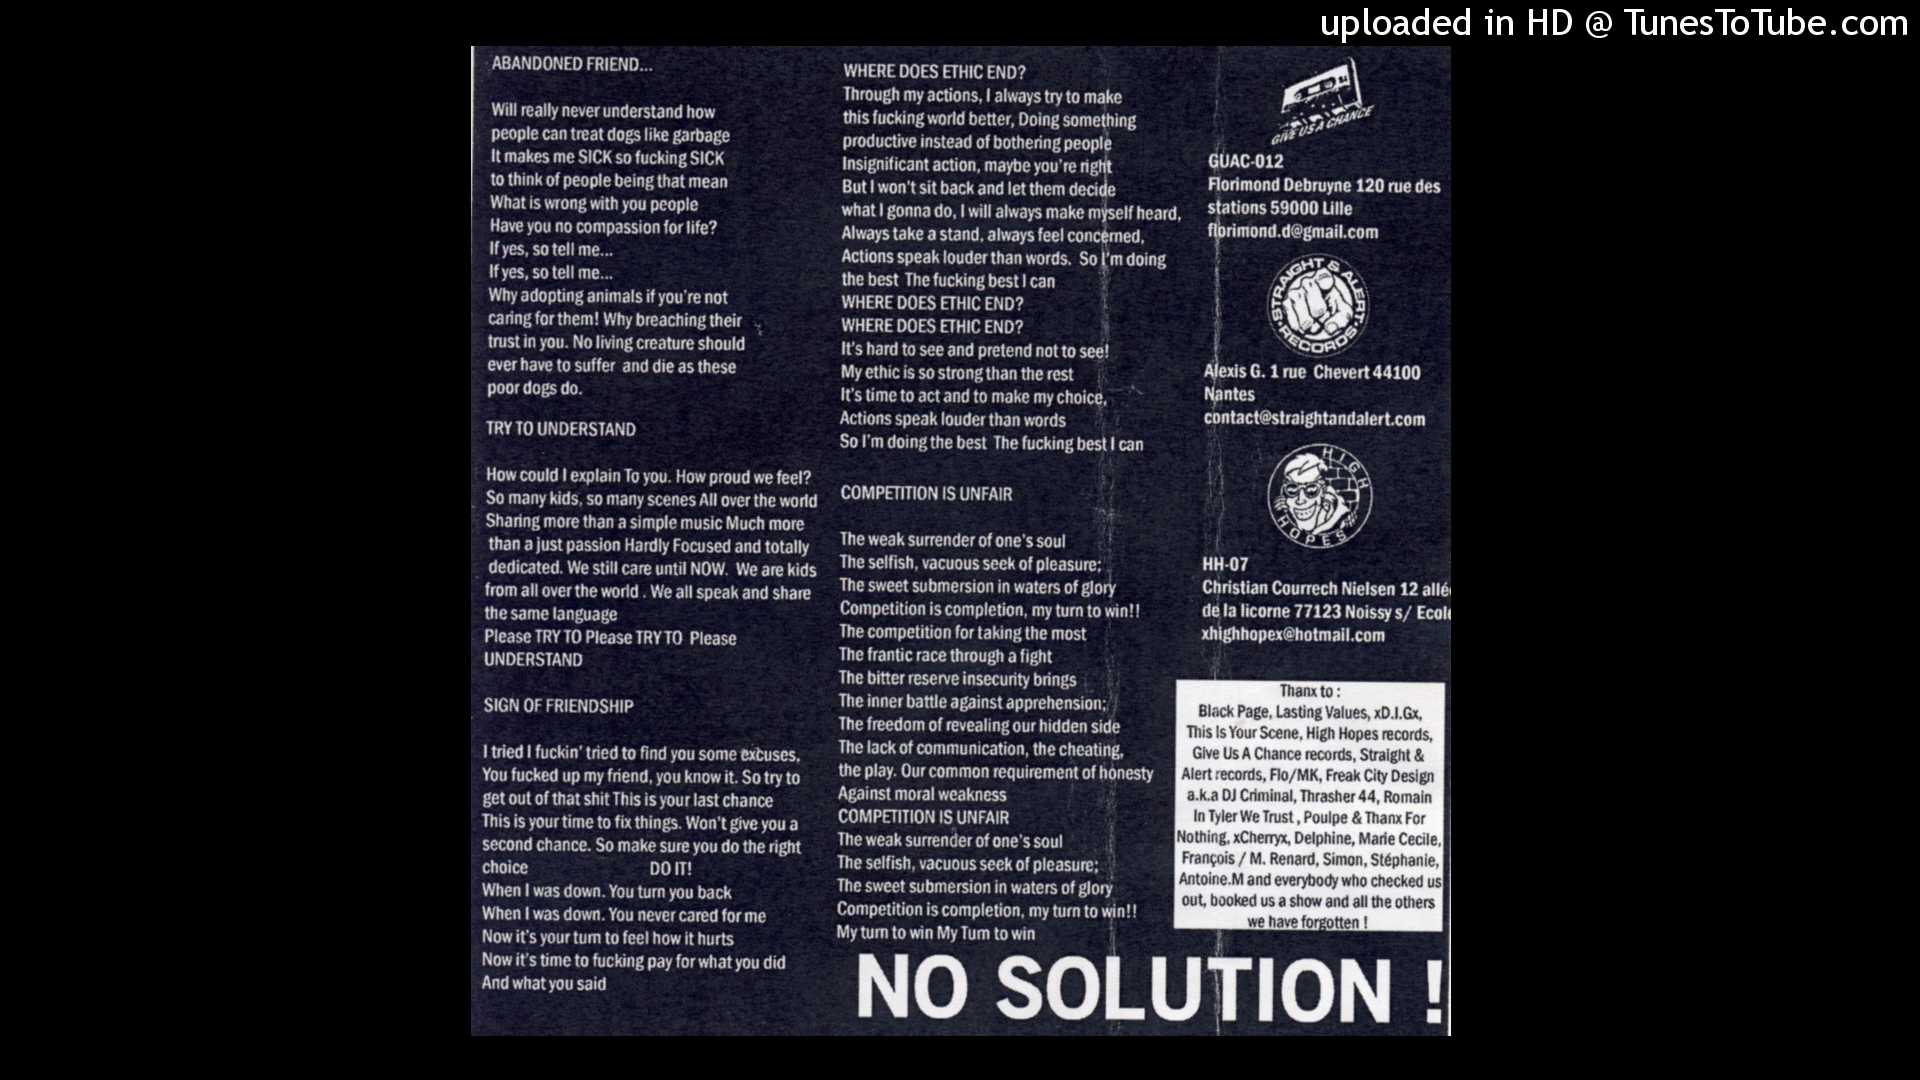 uploaded in HD @ TunesToTube.com
ABANDONED FRIEND...
Will really never understand how
people can treat dogs like garbage
It makes me SICK so fucking SICK
to think of people being that mean
What is wrong with you people
Have you no compassion for life?
If yes, so tell me...
If yes, so tell me...
Why adopting animals if you're not
caring for them! Why breaching their
trust in you. No living creature should
ever have to suffer and die as these
poor dogs do.
TRY TO UNDERSTAND
How could I explain To you. How proud we feel?
So many kids, so many scenes All over the world
Sharing more than a simple music Much more
than a just passion Hardly Focused and totally
dedicated. We still care until NOW. We are kids
from all over the world . We all speak and share
the same language
Please TRY TO Please TRY TO Please
UNDERSTAND
SIGN OF FRIENDSHIP
I tried I fuckin' tried to find you some excuses,
You fucked up my friend, you know it. So try to
get out of that shit This is your last chance
This is your time to fix things. Won't give you a
second chance. So make sure you do the right
choice DO IT!
When I was down. You turn you back
When I was down. You never cared for me
Now it's your turn to feel how it hurts
Now it's time to fucking pay for what you did
And what you said
WHERE DOES ETHIC END?
Through my actions, I always try to make
this fucking world better, Doing something
productive instead of bothering people
Insignificant action, maybe you're right
But I won't sit back and let them decide
what I gonna do, I will always make myself heard,
Always take a stand, always feel concerned,
Actions speak louder than words. So I'm doing
the best The fucking best I can
WHERE DOES ETHIC END?
WHERE DOES ETHIC END?
It's hard to see and pretend not to see!
My ethic is so strong than the rest
It's time to act and to make my choice,
Actions speak louder than words
So I'm doing the best The fucking best I can
COMPETITION IS UNFAIR
The weak surrender of one's soul
The selfish, vacuous seek of pleasure;
The sweet submersion in waters of glory
Competition is completion, my turn to win!!
The competition for taking the most
The frantic race through a fight
The bitter reserve insecurity brings
The inner battle against apprehension;
The freedom of revealing our hidden side
The lack of communication, the cheating,
the play. Our common requirement of honesty
Against moral weakness
COMPETITION IS UNFAIR
The weak surrender of one's soul
The selfish, vacuous seek of pleasure;
The sweet submersion in waters of glory
Competition is completion, my turn to win!!
My turn to win My Turn to win
GIVE US A CHANCE
GUAC-012
Florimond Debruyne 120 rue des
stations 59000 Lille
florimond.d@gmail.com
STRAIGHT & ALERT
RECORDS
Alexis G. 1 rue Chevert 44100
Nantes
contact@straightandalert.com
HIGH
HOPES
HH-07
Christian Courrech Nielsen 12 allé
de la licorne 77123 Noissy s/ Ecole
xhighhopex@hotmail.com
Thanx to :
Black Page, Lasting Values, xD.I.Gx,
This Is Your Scene, High Hopes records,
Give Us A Chance records, Straight &
Alert records, Flo/MK, Freak City Design
a.k.a DJ Criminal, Thrasher 44, Romain
In Tyler We Trust , Poulpe & Thanx For
Nothing, xCherryx, Delphine, Marie Cecile,
François / M. Renard, Simon, Stéphanie,
Antoine.M and everybody who checked us
out, booked us a show and all the others
we have forgotten !
NO SOLUTION !